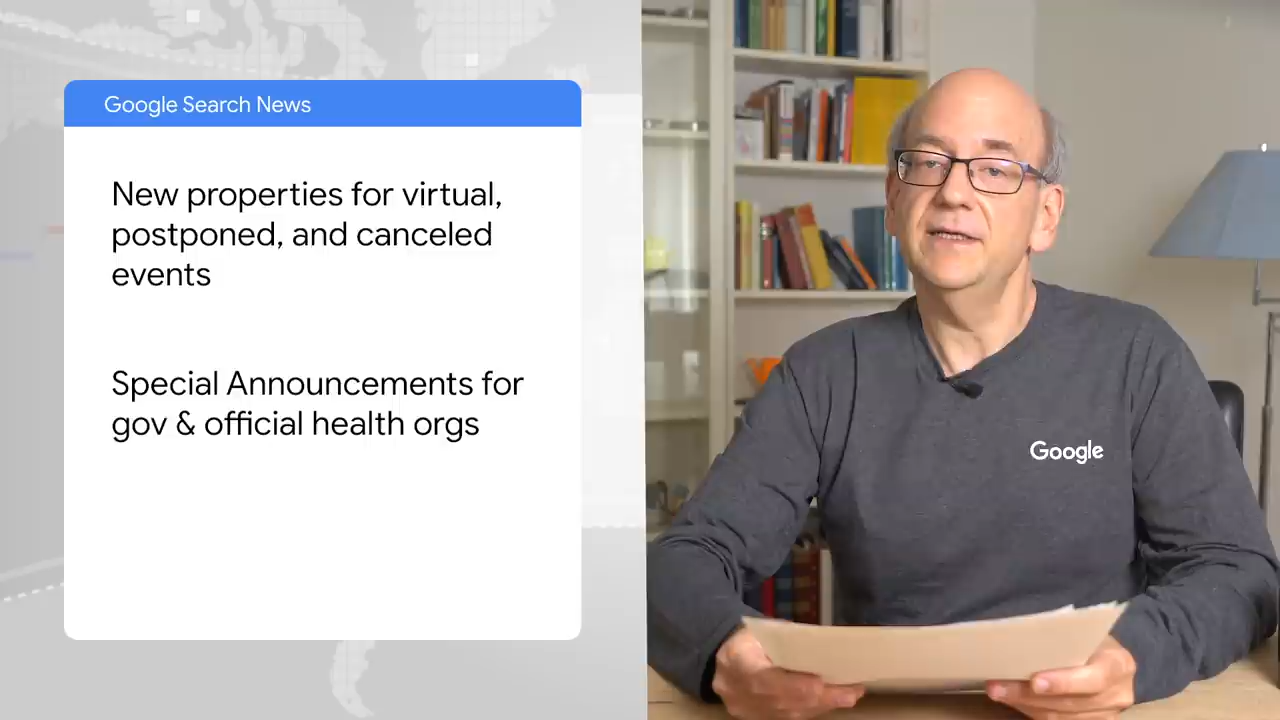 Google Search News
New properties for virtual,
postponed, and canceled
events
Special Announcements for
gov & official health orgs
Google